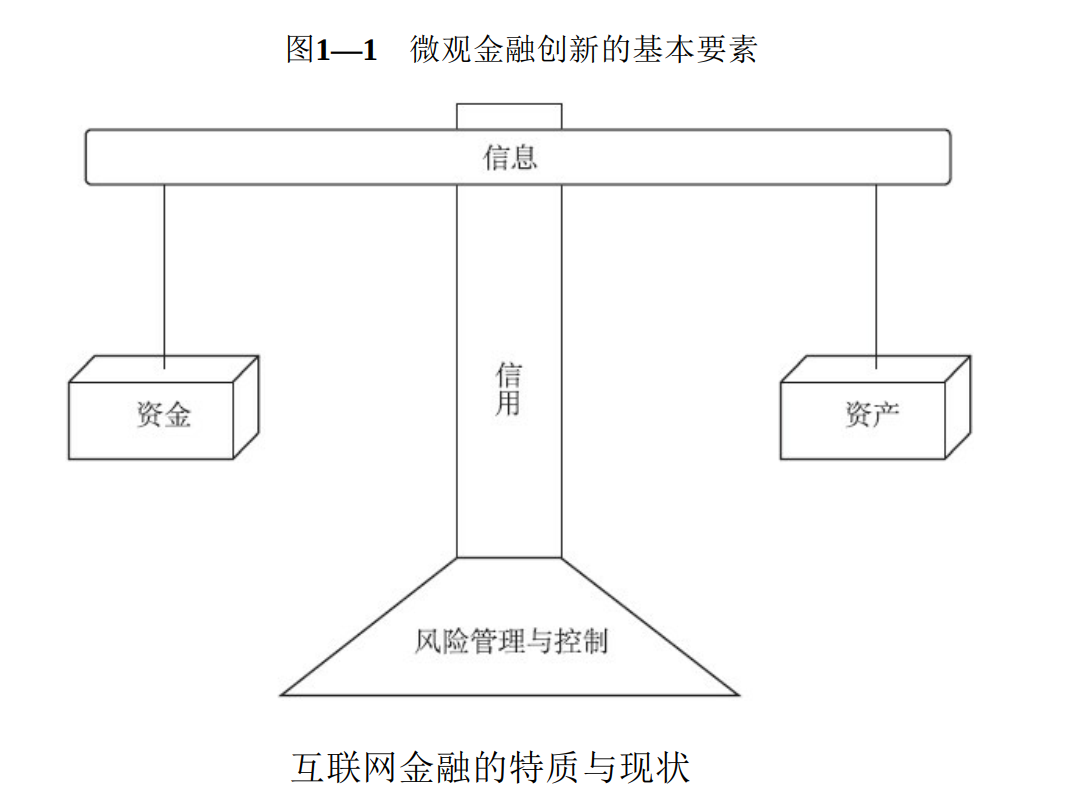 图1—1 微观金融创新的基本要素
信息
信用
资金
资产
风险管理与控制
互联网金融的特质与现状